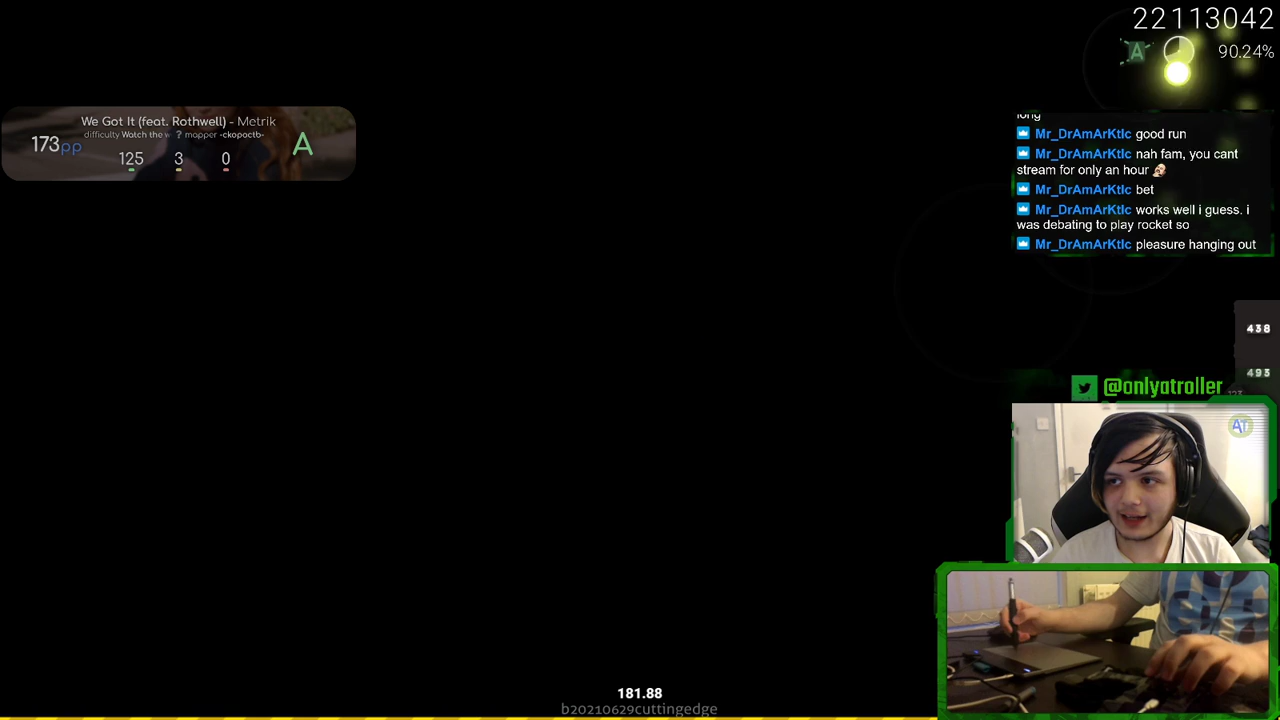 22113042
A
90.24%
We Got It (feat. Rothwell) - Metrik
difficulty Watch the w ? mapper -ckopoctb-
173pp
125 3 0
A
long
Mr_DrAmArKtIc good run
Mr_DrAmArKtIc nah fam, you cant
stream for only an hour
Mr_DrAmArKtIc bet
Mr_DrAmArKtIc works well i guess. i
was debating to play rocket so
Mr_DrAmArKtIc pleasure hanging out
438
493
@onlyatroller
AT
181.88
b20210629cuttingedge